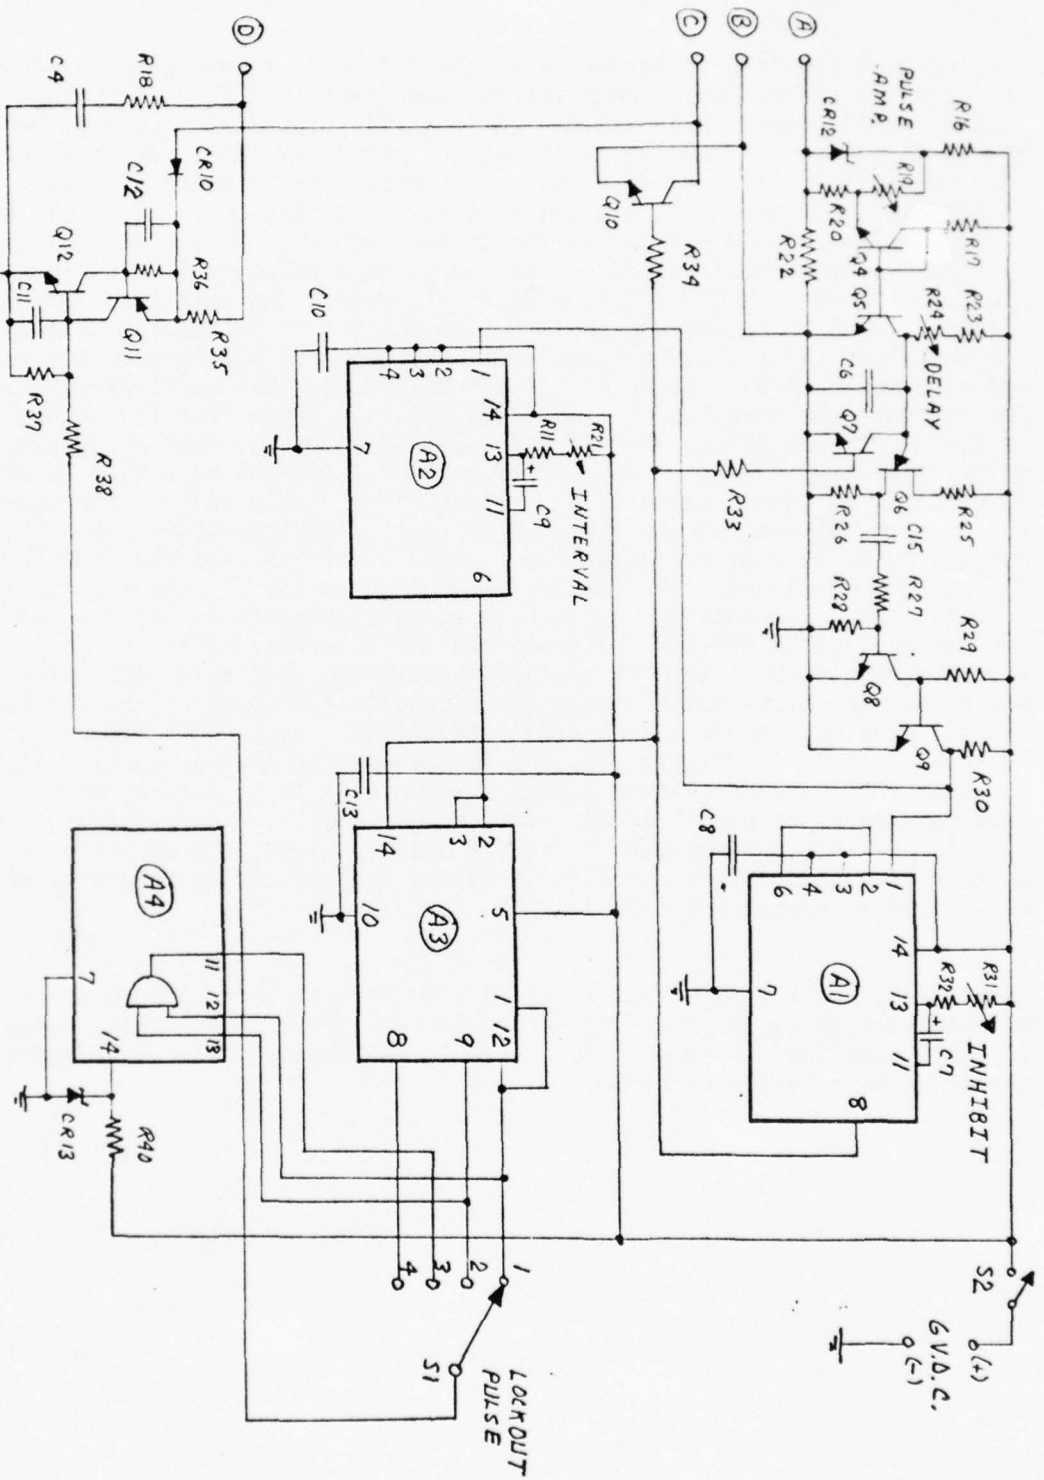 A
B
C
D
PULSE
AMP.
R16
CR12
R19
R20
R17
R22
Q4
Q5
R24
R23
DELAY
C6
Q7
Q6
R25
R26
C15
R27
R28
R29
Q8
Q9
R30
R33
R34
Q10
R18
C4
CR10
C12
Q12
R36
C11
Q11
R35
R37
R38
C10
4
3
2
1
14
13
11
7
6
A2
R11
R21
+
C9
INTERVAL
C13
14
3
2
10
5
A3
1
12
8
9
C8
6
4
3
2
1
14
13
11
7
8
A1
R32
R31
+
C7
INHIBIT
A4
7
11
12
13
14
CR13
R40
4
3
2
1
S1
LOCKOUT
PULSE
S2
6 V.D.C.
(+)
(-)